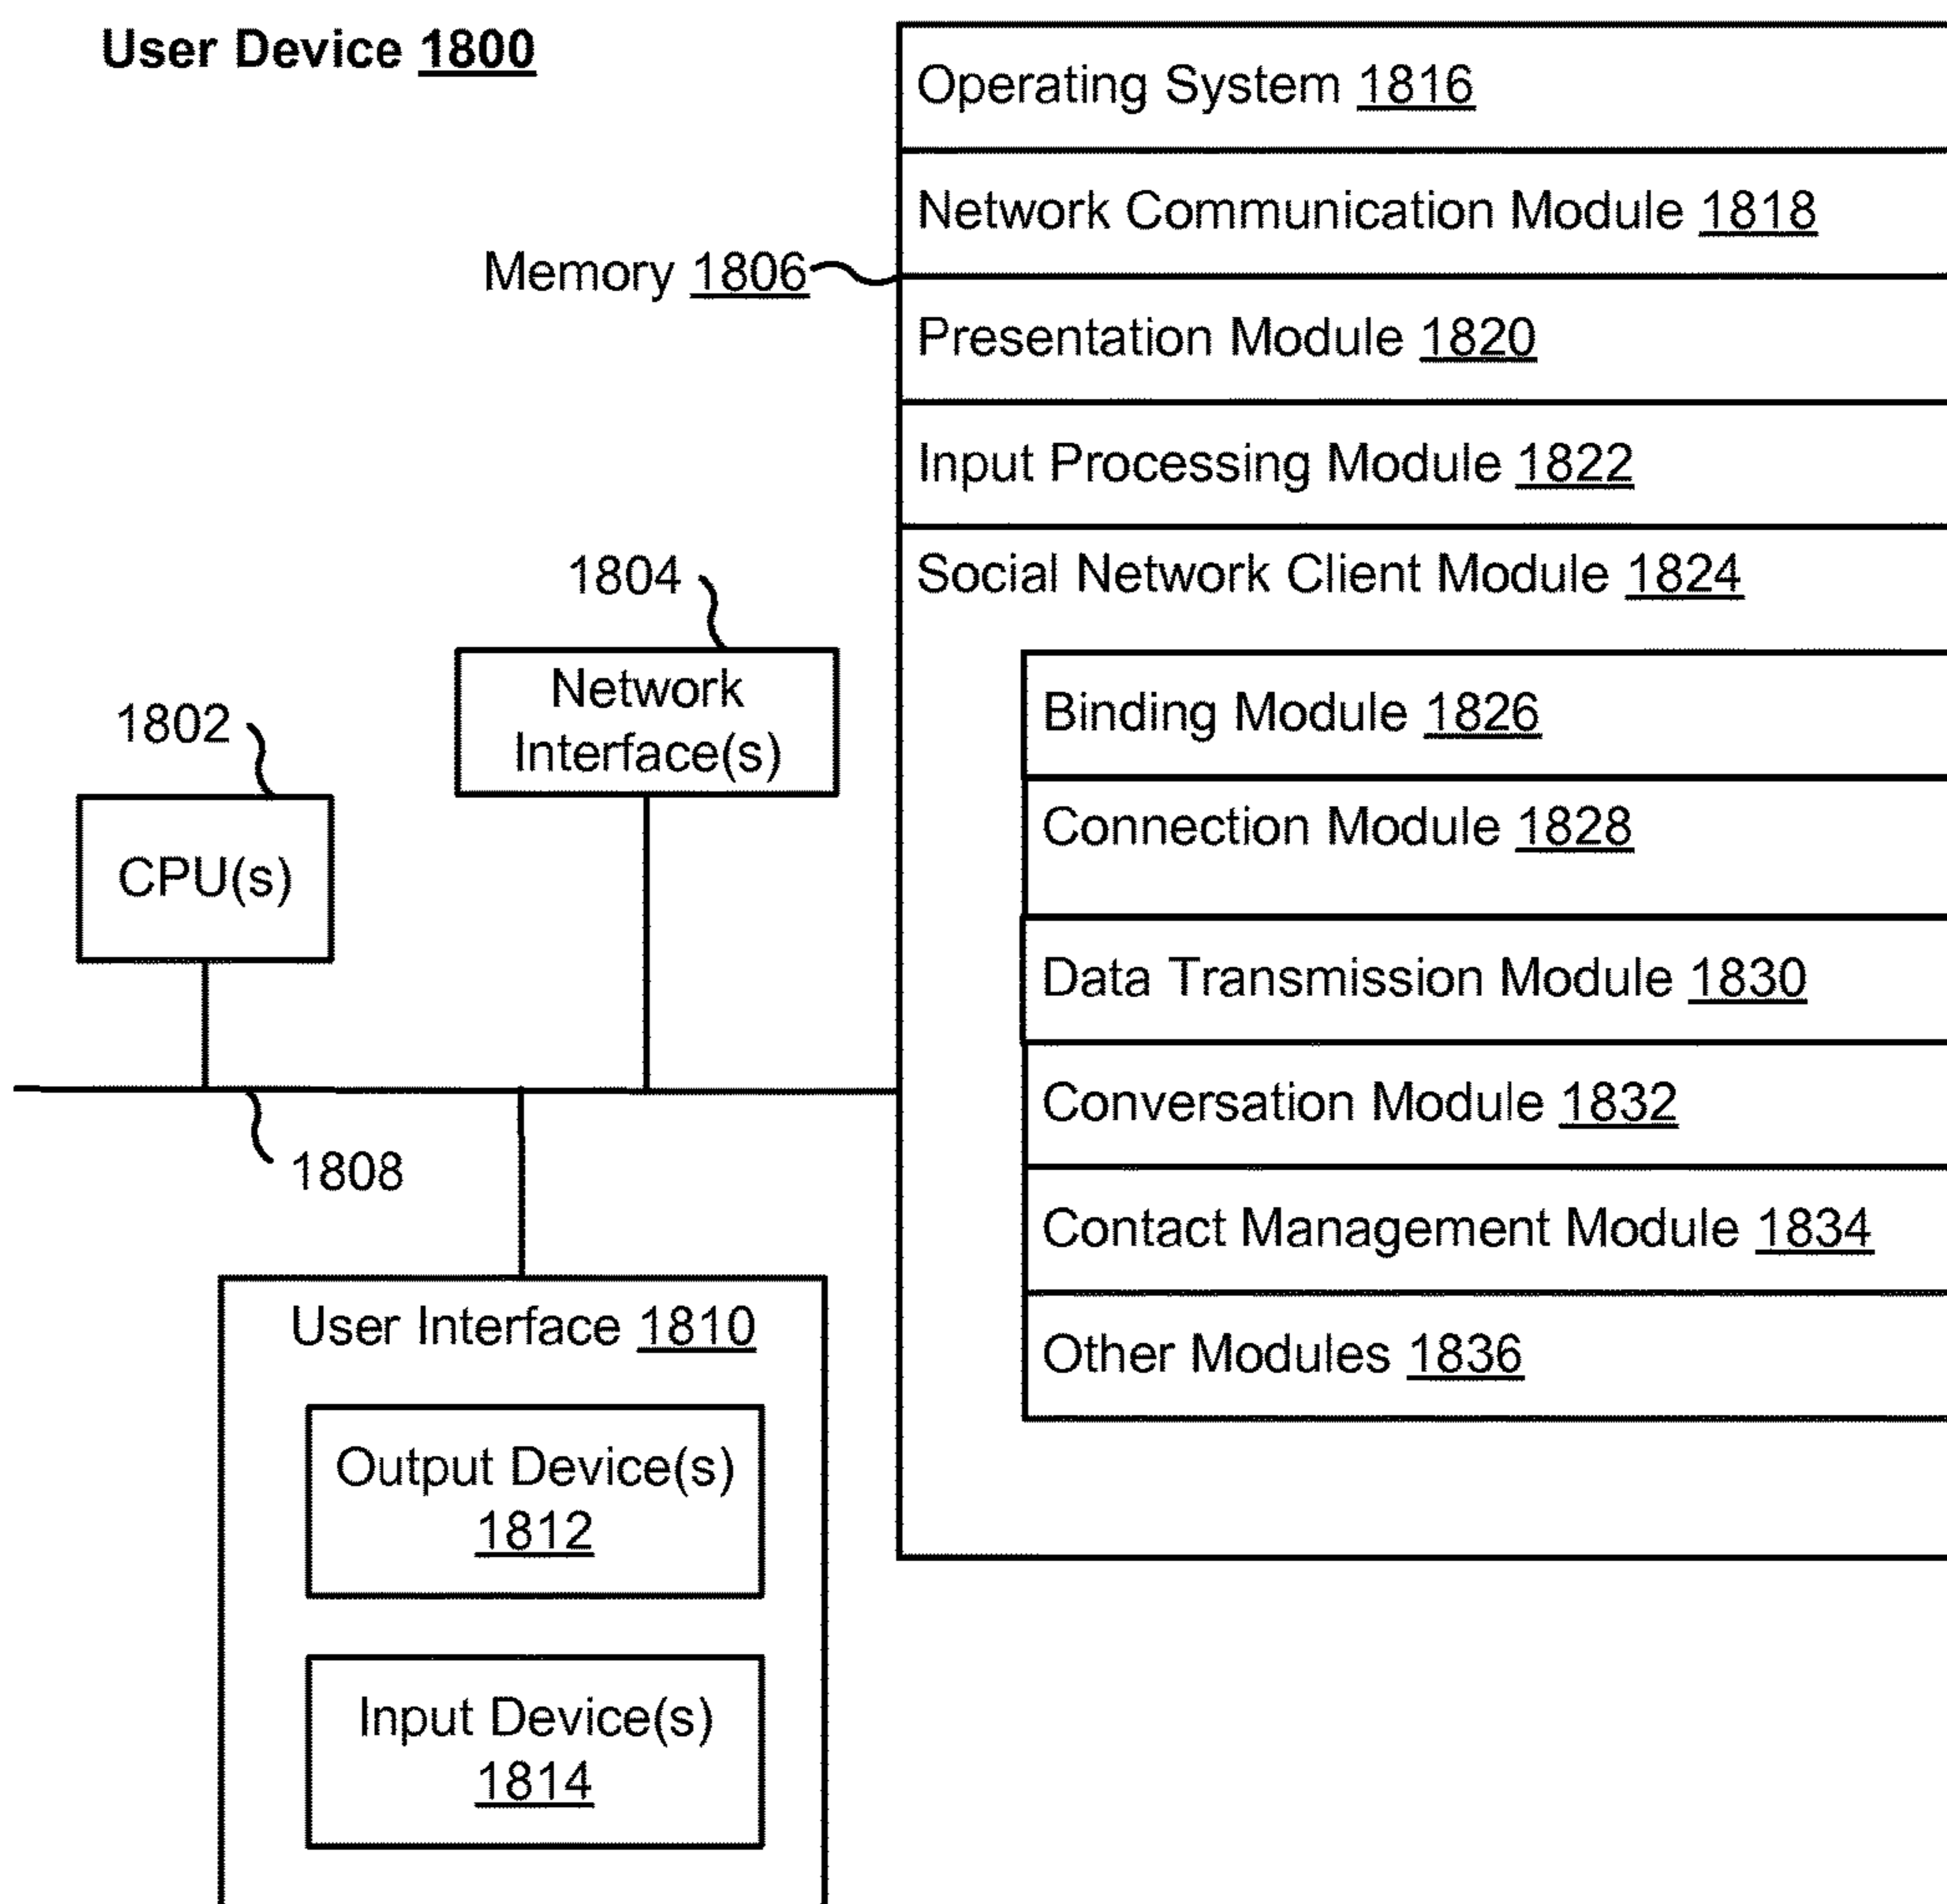 User Device 1800
Operating System 1816
Network Communication Module 1818
Memory 1806
Presentation Module 1820
Input Processing Module 1822
Social Network Client Module 1824
1804
Network
Interface(s)
1802
CPU(s)
Binding Module 1826
Connection Module 1828
Data Transmission Module 1830
Conversation Module 1832
Contact Management Module 1834
Other Modules 1836
1808
User Interface 1810
Output Device(s)
1812
Input Device(s)
1814